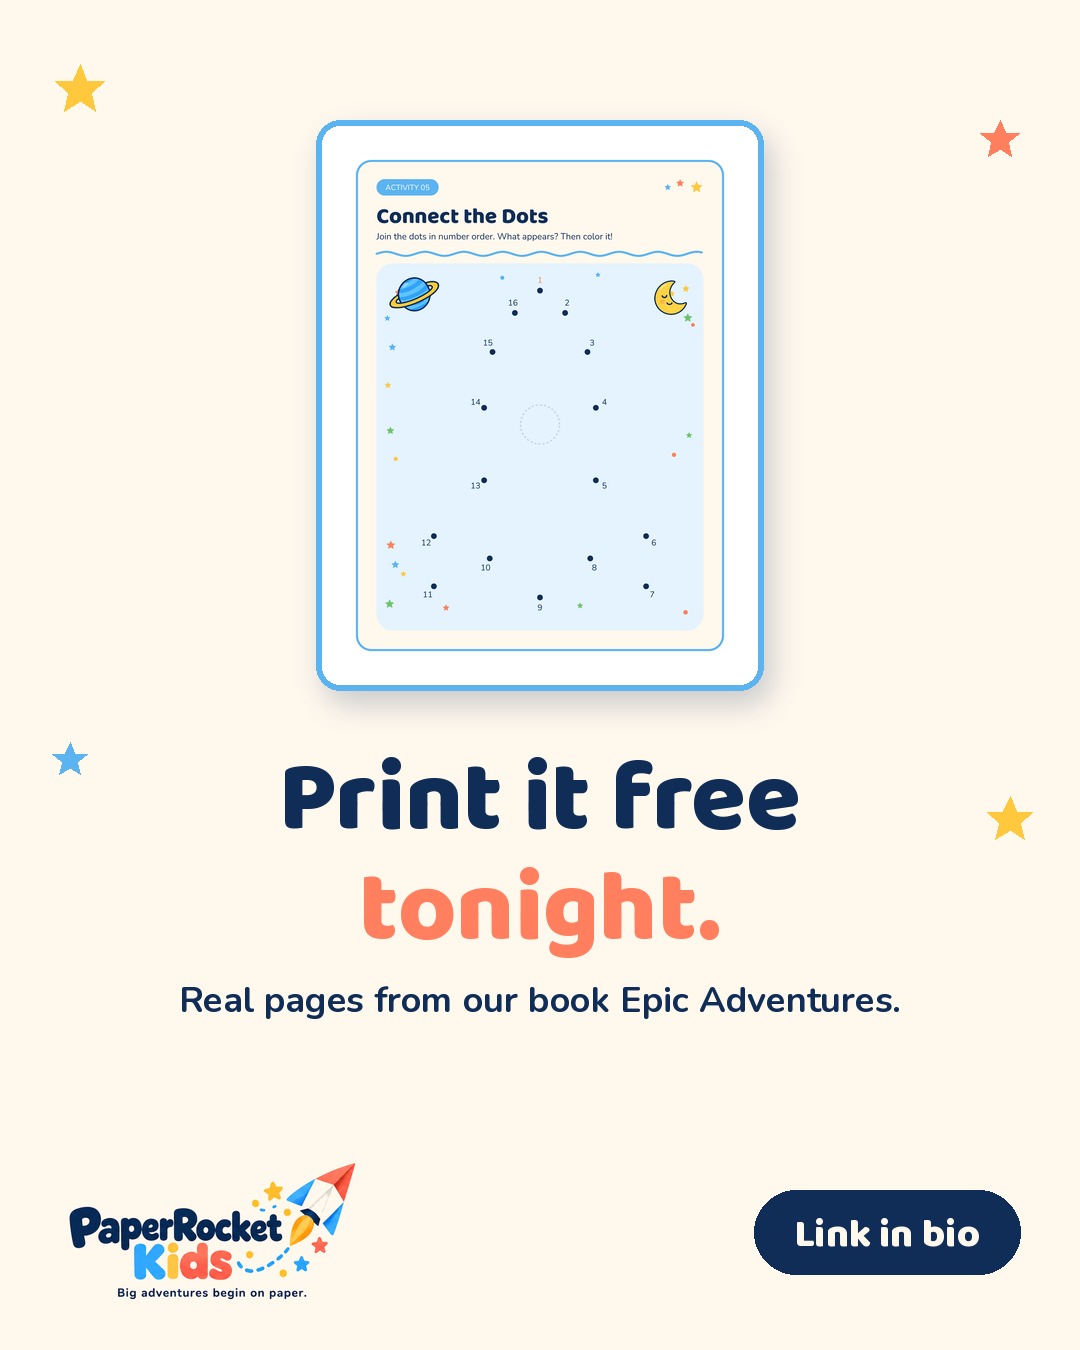 ACTIVITY 05
Connect the Dots
Join the dots in number order. What appears? Then color it!
1
16 2
15 3
14 4
13 5
12 6
10 8
11 7
9
Print it free
tonight.
Real pages from our book Epic Adventures.
PaperRocket
Kids
Big adventures begin on paper.
Link in bio